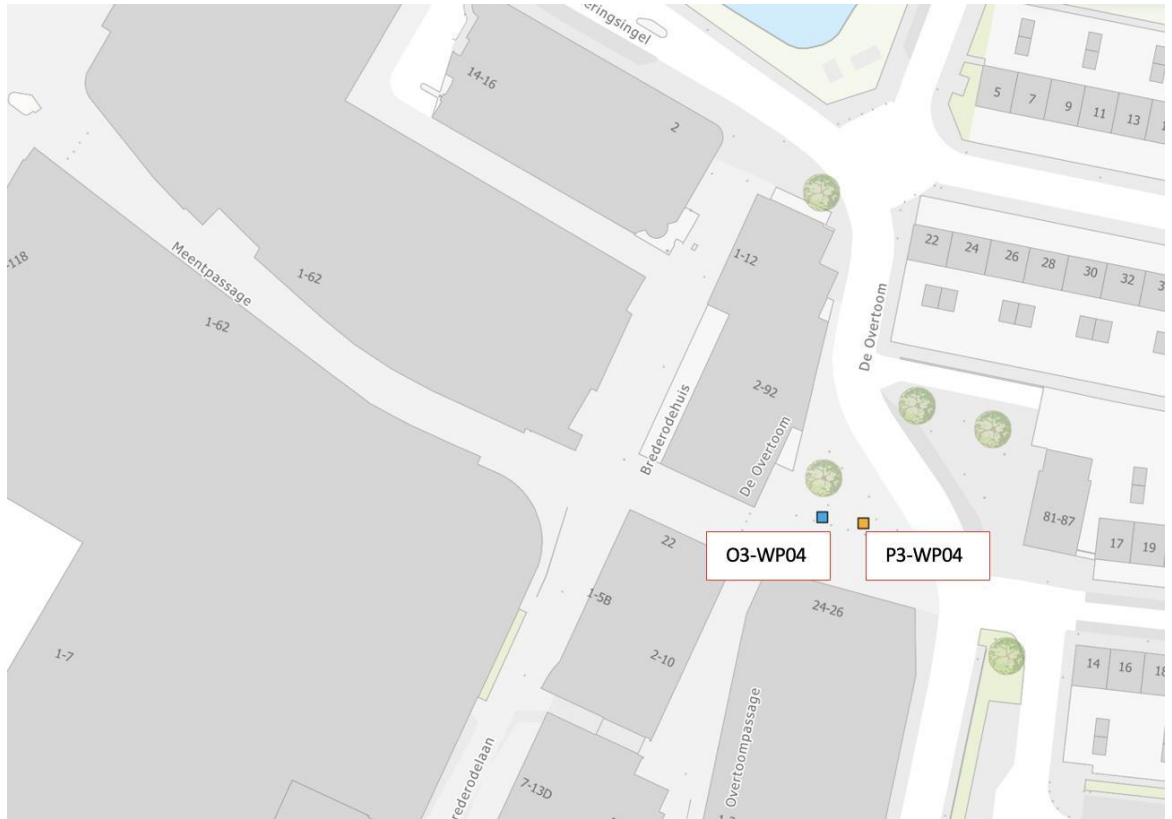 eringsingel
14-16
2
5
7
9
11
13
1-12
22
24
26
28
30
32
Meentpassage
-118
1-62
1-62
De Overtoom
2-92
Brederodehuis
De Overtoom
81-87
17
19
O3-WP04
P3-WP04
22
1-5B
24-26
2-10
1-7
14
16
18
Overtoompassage
rederodelaan
7-13D